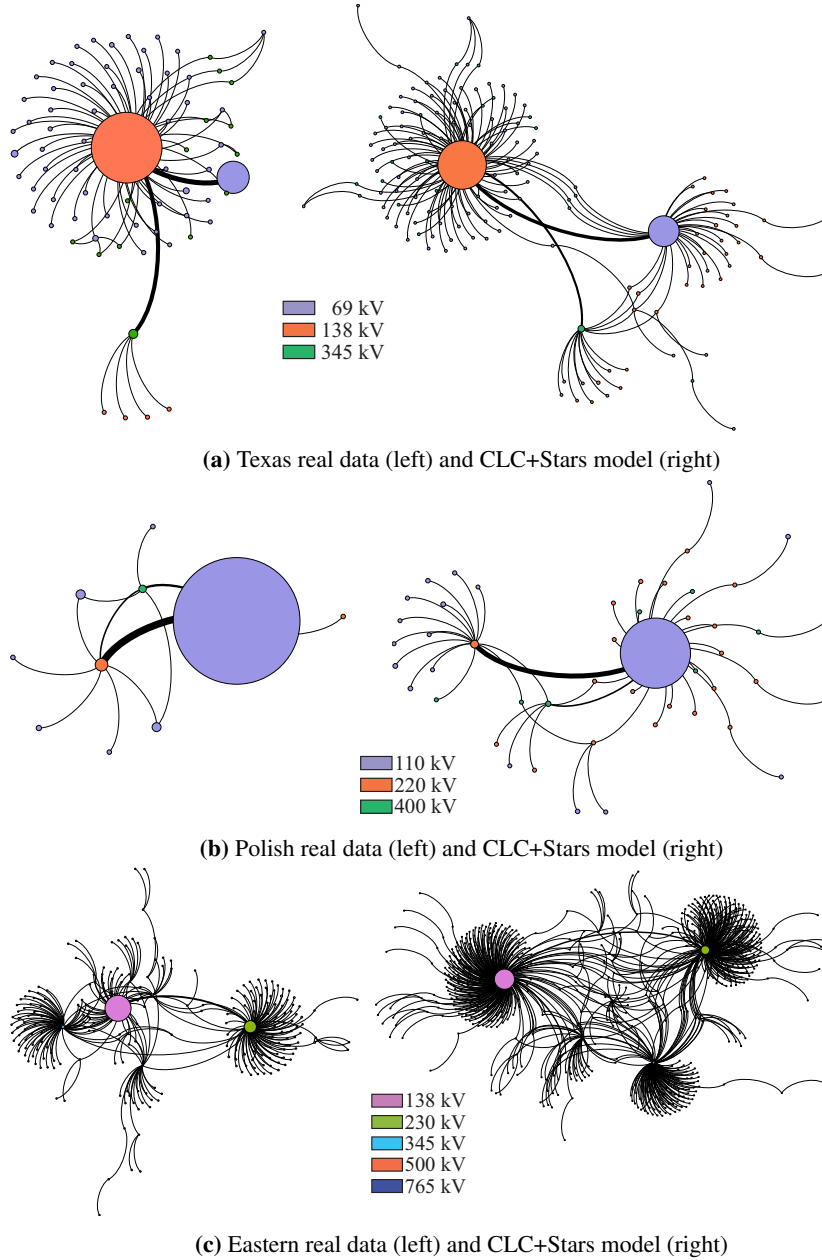 69 kV
138 kV
345 kV
(a) Texas real data (left) and CLC+Stars model (right)
110 kV
220 kV
400 kV
(b) Polish real data (left) and CLC+Stars model (right)
138 kV
230 kV
345 kV
500 kV
765 kV
(c) Eastern real data (left) and CLC+Stars model (right)